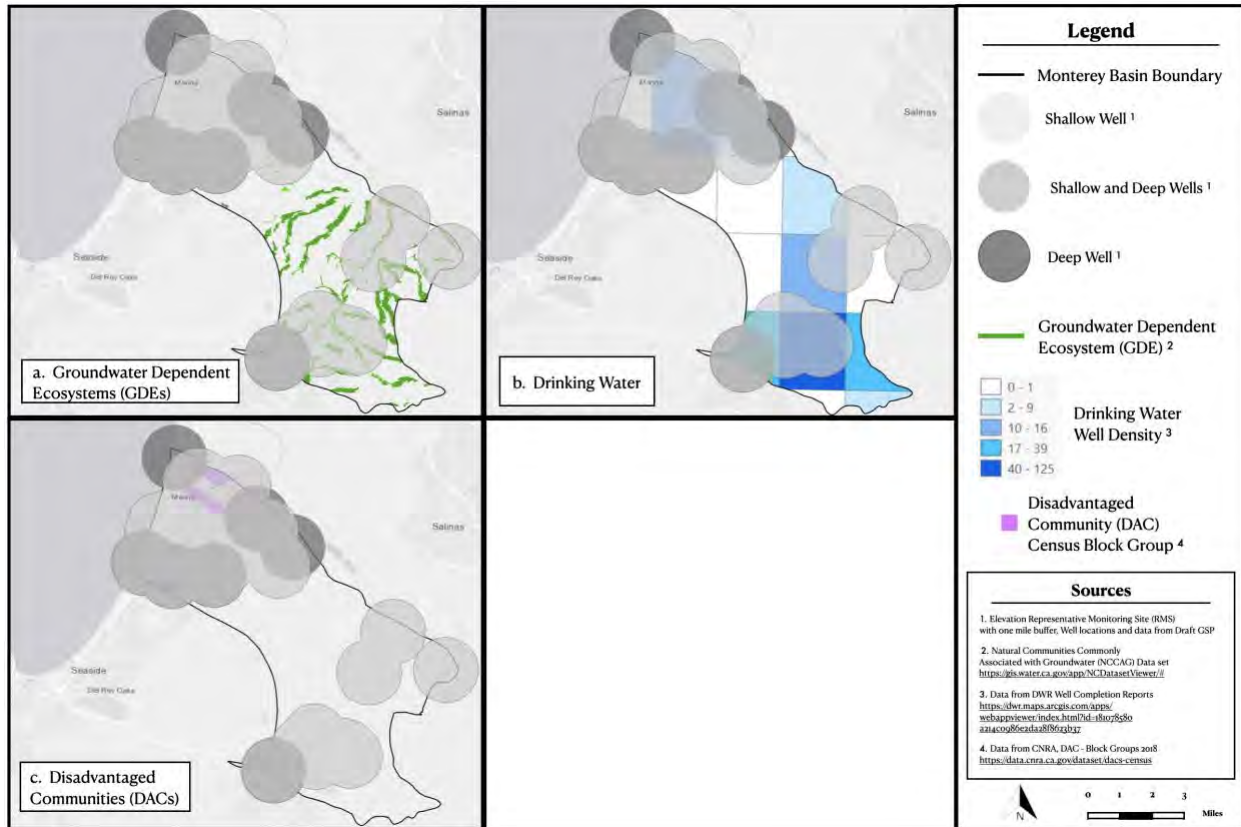 Marina
Salinas
Seaside
Del Rey Oaks
a. Groundwater Dependent
Ecosystems (GDEs)
Marina
Salinas
Seaside
Del Rey Oaks
b. Drinking Water
Marina
Salinas
Seaside
Del Rey Oaks
c. Disadvantaged
Communities (DACs)
Legend
Monterey Basin Boundary
Shallow Well ¹
Shallow and Deep Wells ¹
Deep Well ¹
Groundwater Dependent
Ecosystem (GDE) ²
0 - 1
2 - 9
10 - 16
17 - 39
40 - 125
Drinking Water
Well Density ³
Disadvantaged
Community (DAC)
Census Block Group ⁴
Sources
1. Elevation Representative Monitoring Site (RMS)
with one mile buffer, Well locations and data from Draft GSP
2. Natural Communities Commonly
Associated with Groundwater (NCCAG) Data set
https://gis.water.ca.gov/app/NCDatasetViewer/#
3. Data from DWR Well Completion Reports
https://dwr.maps.arcgis.com/apps/
webappviewer/index.html?id=181078580
a214c0986e2da28f8623b37
4. Data from CNRA, DAC - Block Groups 2018
https://data.cnra.ca.gov/dataset/dacs-census
N
0 1 2 3
Miles